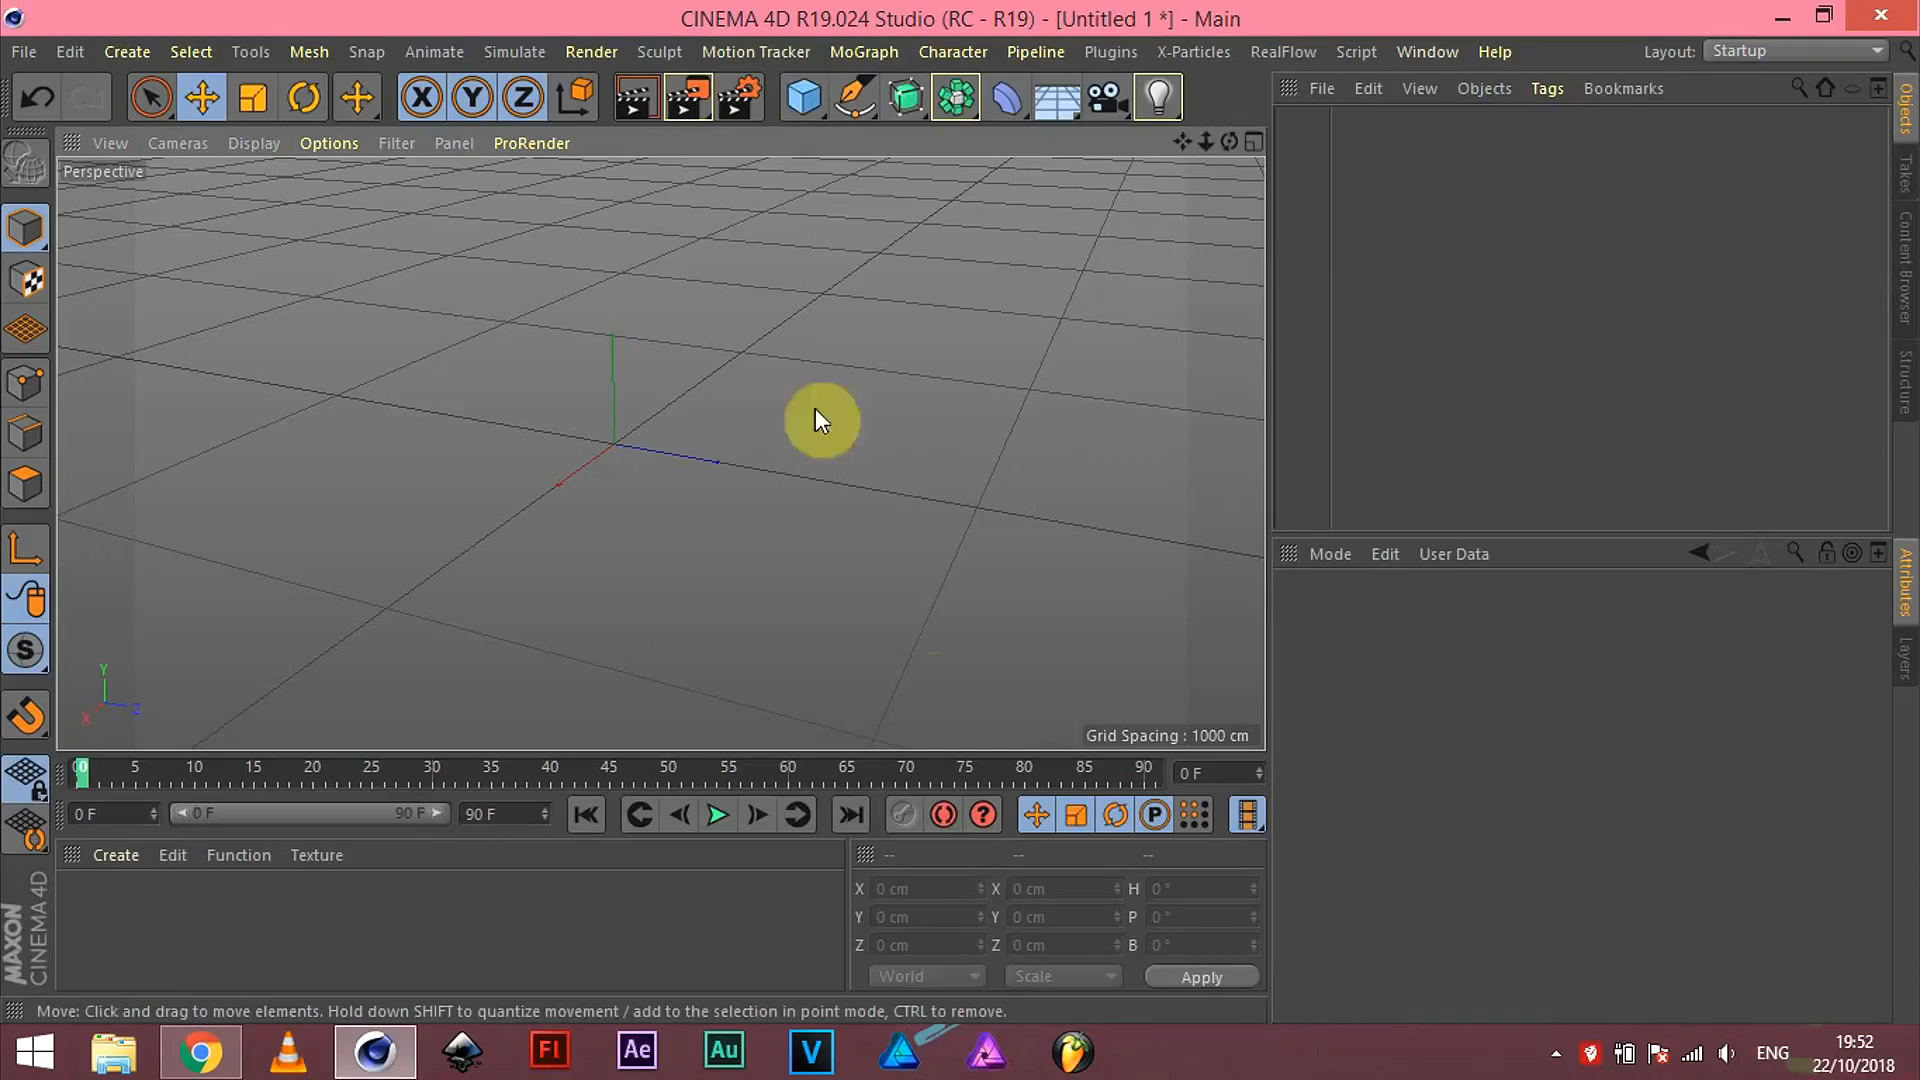 CINEMA 4D R19.024 Studio (RC - R19) - [Untitled 1 *] - Main
File Edit Create Select Tools Mesh Snap Animate Simulate Render Sculpt Motion Tracker MoGraph Character Pipeline Plugins X-Particles RealFlow Script Window Help Layout: Startup
X Y Z
File Edit View Objects Tags Bookmarks
Objects
Takes
Content Browser
Structure
View Cameras Display Options Filter Panel ProRender
Perspective
Y
X Z
Grid Spacing : 1000 cm
S
Mode Edit User Data
Attributes
Layers
0 5 10 15 20 25 30 35 40 45 50 55 60 65 70 75 80 85 90 0 F
0 F 0 F 90 F 90 F ? P
Create Edit Function Texture
-- -- --
X 0 cm X 0 cm H 0 °
Y 0 cm Y 0 cm P 0 °
Z 0 cm Z 0 cm B 0 °
World Scale Apply
MAXON
CINEMA 4D
Move: Click and drag to move elements. Hold down SHIFT to quantize movement / add to the selection in point mode, CTRL to remove.
Fl Ae Au V
ENG
19:52
22/10/2018